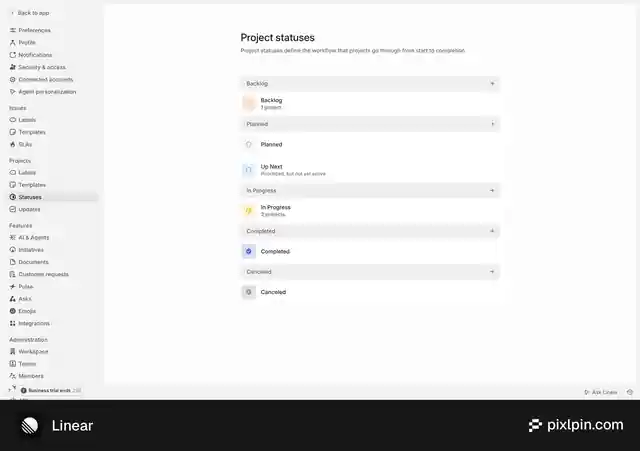 Back to app
Preferences
Profile
Notifications
Security & access
Connected accounts
Agent personalization
Issues
Labels
Templates
SLAs
Projects
Labels
Templates
Statuses
Updates
Features
AI & Agents
Initiatives
Documents
Customer requests
Pulse
Asks
Emojis
Integrations
Administration
Workspace
Teams
Members
Business trial ends
Project statuses
Project statuses define the workflow that projects go through from start to completion.
Backlog
Backlog
1 project
Planned
Planned
Up Next
Prioritized, but not yet active
In Progress
In Progress
2 projects
Completed
Completed
Canceled
Canceled
Ask Linear
Linear
pixlpin.com